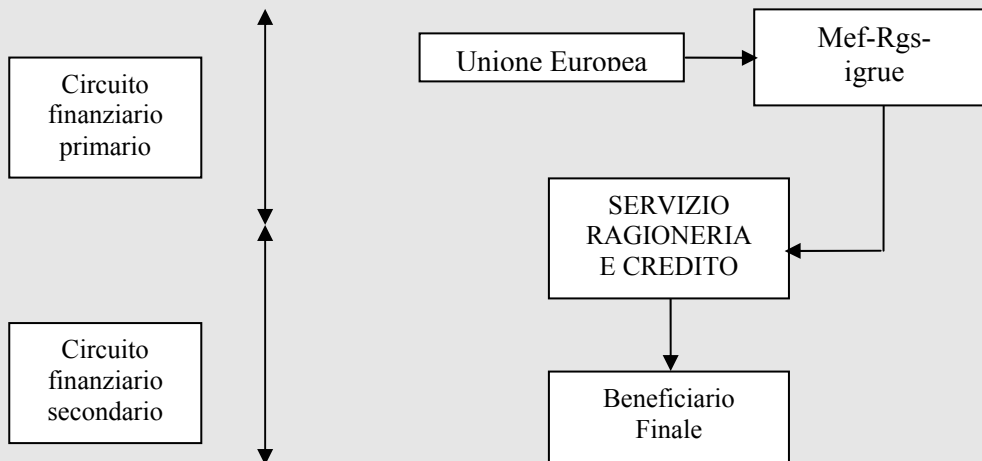 Unione Europea
Mef-Rgs-
igrue
Circuito
finanziario
primario
SERVIZIO
RAGIONERIA
E CREDITO
Circuito
finanziario
secondario
Beneficiario
Finale